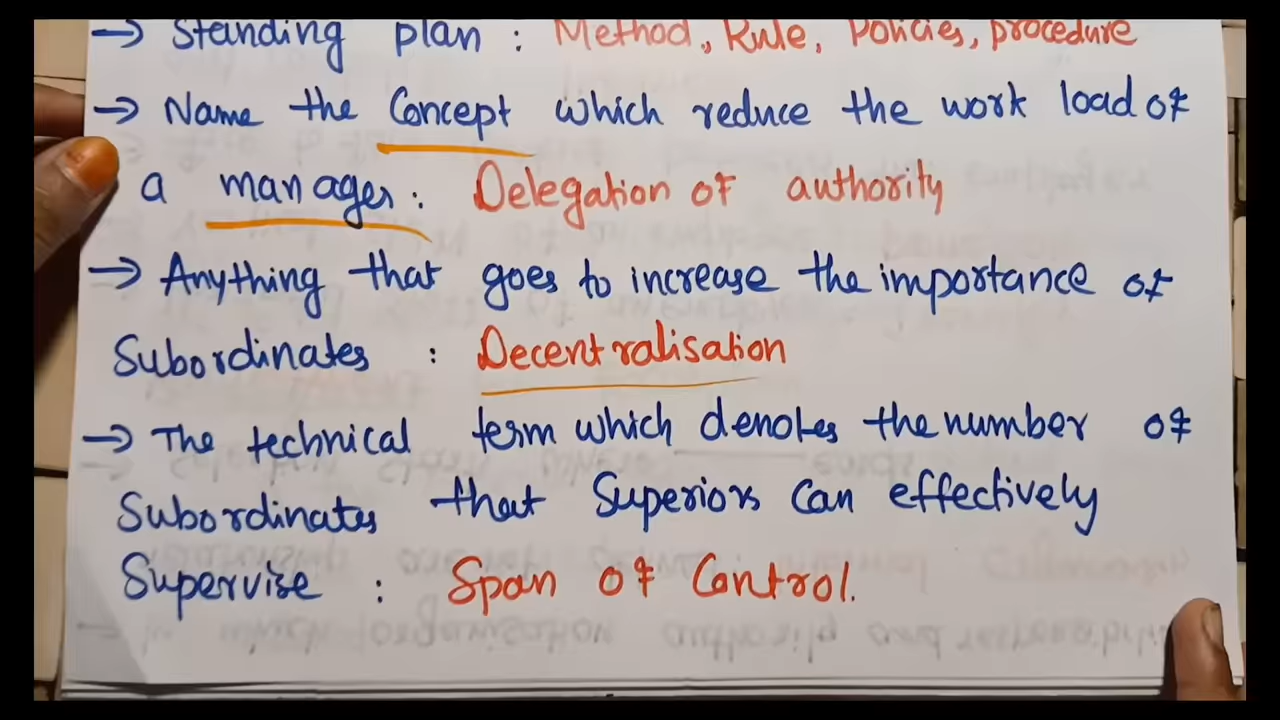 → Standing plan : Method, Rule, Policies, procedure
→ Name the Concept which reduce the work load of
a manager : Delegation of authority
→ Anything that goes to increase the importance of
Subordinates : Decentralisation
→ The technical term which denotes the number of
Subordinates that Superiors can effectively
Supervise : Span of Control.